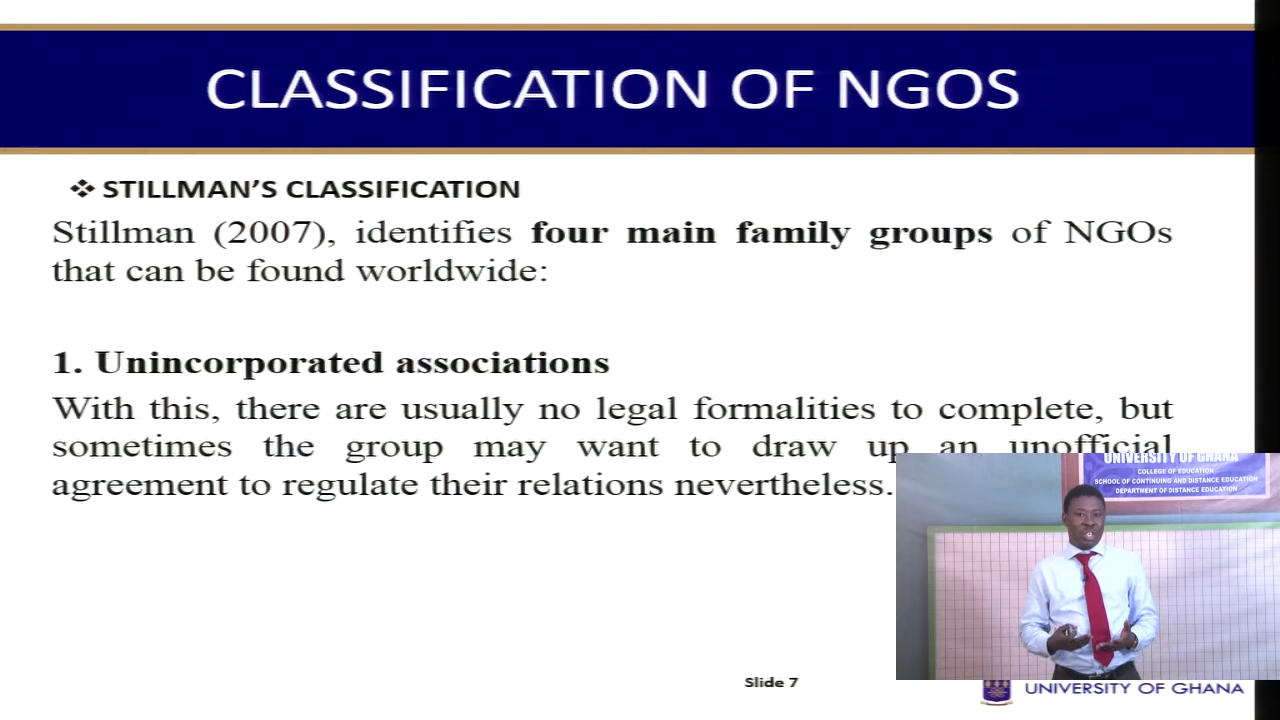 CLASSIFICATION OF NGOS
❖ STILLMAN'S CLASSIFICATION
Stillman (2007), identifies four main family groups of NGOs
that can be found worldwide:
1. Unincorporated associations
With this, there are usually no legal formalities to complete, but
sometimes the group may want to draw up an unofficial
agreement to regulate their relations nevertheless.
UNIVERSITY OF GHANA
COLLEGE OF EDUCATION
SCHOOL OF CONTINUING AND DISTANCE EDUCATION
DEPARTMENT OF DISTANCE EDUCATION
Slide 7
UNIVERSITY OF GHANA